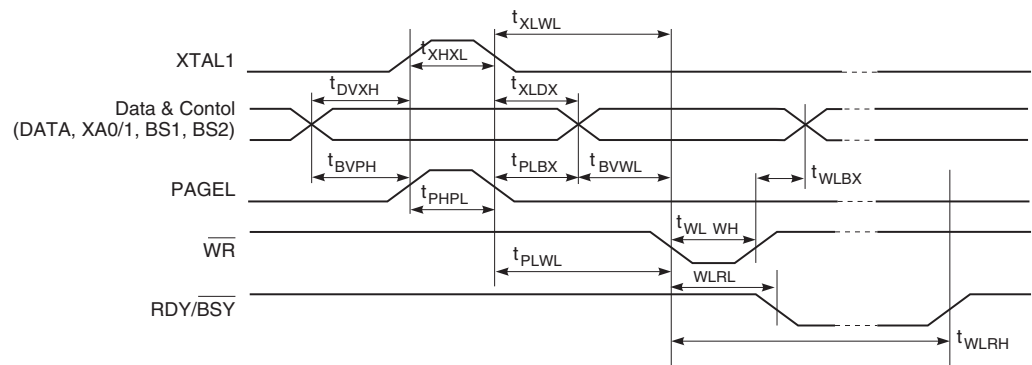 tXLWL
XTAL1
tXHXL
tDVXH
tXLDX
Data & Contol
(DATA, XA0/1, BS1, BS2)
tBVPH
tPLBX
tBVWL
tWLBX
PAGEL
tPHPL
tWL WH
WR
tPLWL
WLRL
RDY/BSY
tWLRH